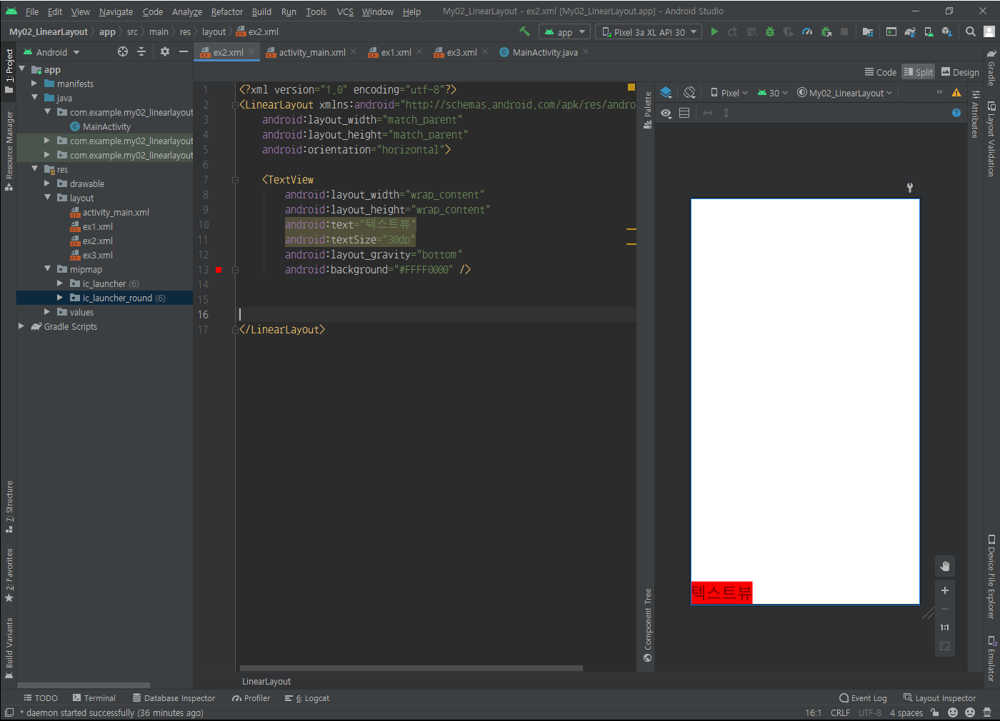 File Edit View Navigate Code Analyze Refactor Build Run Tools VCS Window Help My02_LinearLayout - ex2.xml [My02_LinearLayout.app] - Android Studio
My02_LinearLayout app src main res layout ex2.xml app Pixel 3a XL API 30
1: Project
Resource Manager
7: Structure
2: Favorites
Build Variants
Android
app
manifests
java
com.example.my02_linearlayout
MainActivity
com.example.my02_linearlayout
com.example.my02_linearlayout
res
drawable
layout
activity_main.xml
ex1.xml
ex2.xml
ex3.xml
mipmap
ic_launcher (6)
ic_launcher_round (6)
values
Gradle Scripts
ex2.xml activity_main.xml ex1.xml ex3.xml MainActivity.java
Code Split Design
1 <?xml version="1.0" encoding="utf-8"?>
2 <LinearLayout xmlns:android="http://schemas.android.com/apk/res/andro
3 android:layout_width="match_parent"
4 android:layout_height="match_parent"
5 android:orientation="horizontal">
6
7 <TextView
8 android:layout_width="wrap_content"
9 android:layout_height="wrap_content"
10 android:text="텍스트뷰"
11 android:textSize="30dp"
12 android:layout_gravity="bottom"
13 android:background="#FFFF0000" />
14
15
16
17 </LinearLayout>
LinearLayout
Palette
Component Tree
Pixel 30 My02_LinearLayout
텍스트뷰
1:1
Attributes
Gradle
Layout Validation
Device File Explorer
Emulator
TODO Terminal Database Inspector Profiler 6: Logcat Event Log Layout Inspector
* daemon started successfully (36 minutes ago) 16:1 CRLF UTF-8 4 spaces